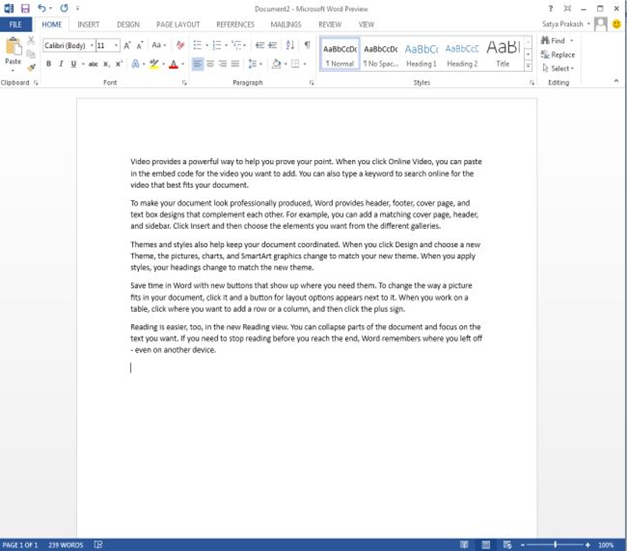 Document2 - Microsoft Word Preview
FILE HOME INSERT DESIGN PAGE LAYOUT REFERENCES MAILINGS REVIEW VIEW Satya Prakash
Calibri (Body) 11 A A Aa
AaBbCcDc AaBbCcDc AaBbC AaBbCcC AaBl
Find
Replace
Paste
B I U abc X₂ X² A A
1 Normal 1 No Spac... Heading 1 Heading 2 Title
Select
Clipboard Font Paragraph Styles Editing
Video provides a powerful way to help you prove your point. When you click Online Video, you can paste
in the embed code for the video you want to add. You can also type a keyword to search online for the
video that best fits your document.
To make your document look professionally produced, Word provides header, footer, cover page, and
text box designs that complement each other. For example, you can add a matching cover page, header,
and sidebar. Click Insert and then choose the elements you want from the different galleries.
Themes and styles also help keep your document coordinated. When you click Design and choose a new
Theme, the pictures, charts, and SmartArt graphics change to match your new theme. When you apply
styles, your headings change to match the new theme.
Save time in Word with new buttons that show up where you need them. To change the way a picture
fits in your document, click it and a button for layout options appears next to it. When you work on a
table, click where you want to add a row or a column, and then click the plus sign.
Reading is easier, too, in the new Reading view. You can collapse parts of the document and focus on the
text you want. If you need to stop reading before you reach the end, Word remembers where you left off
- even on another device.
PAGE 1 OF 1 239 WORDS 100%